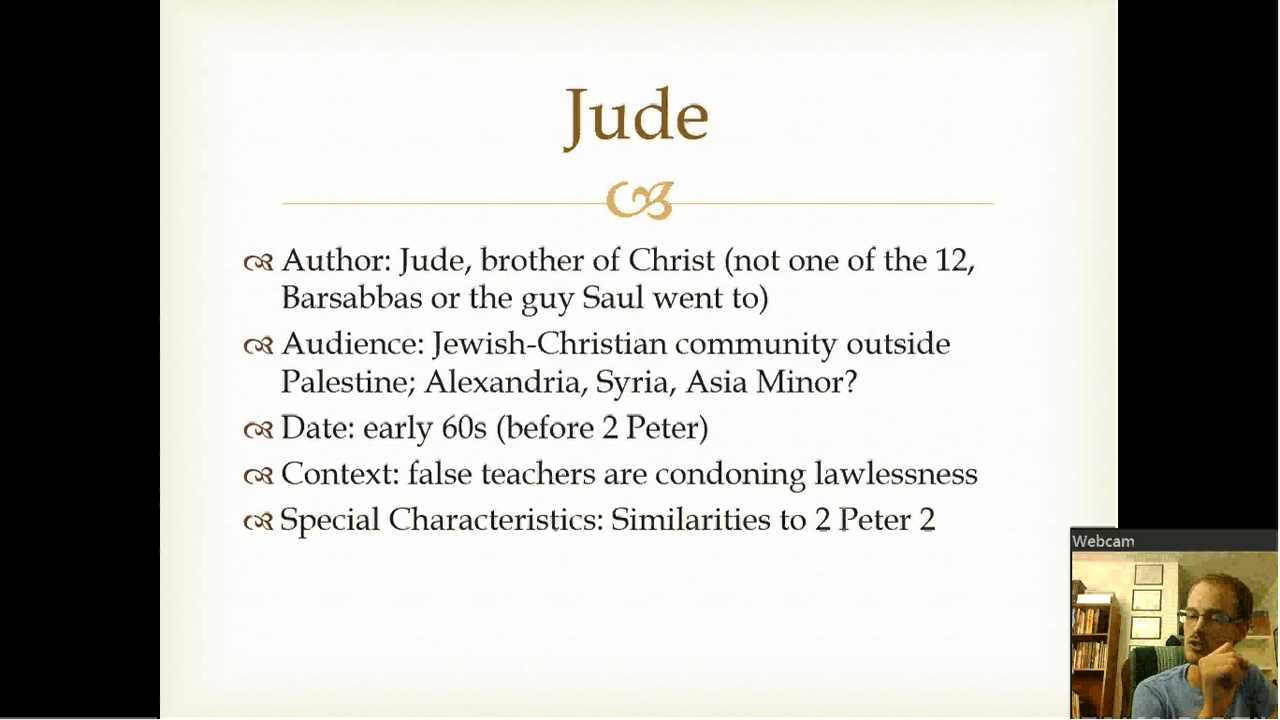 Jude
Author: Jude, brother of Christ (not one of the 12,
Barsabbas or the guy Saul went to)
Audience: Jewish-Christian community outside
Palestine; Alexandria, Syria, Asia Minor?
Date: early 60s (before 2 Peter)
Context: false teachers are condoning lawlessness
Special Characteristics: Similarities to 2 Peter 2
Webcam